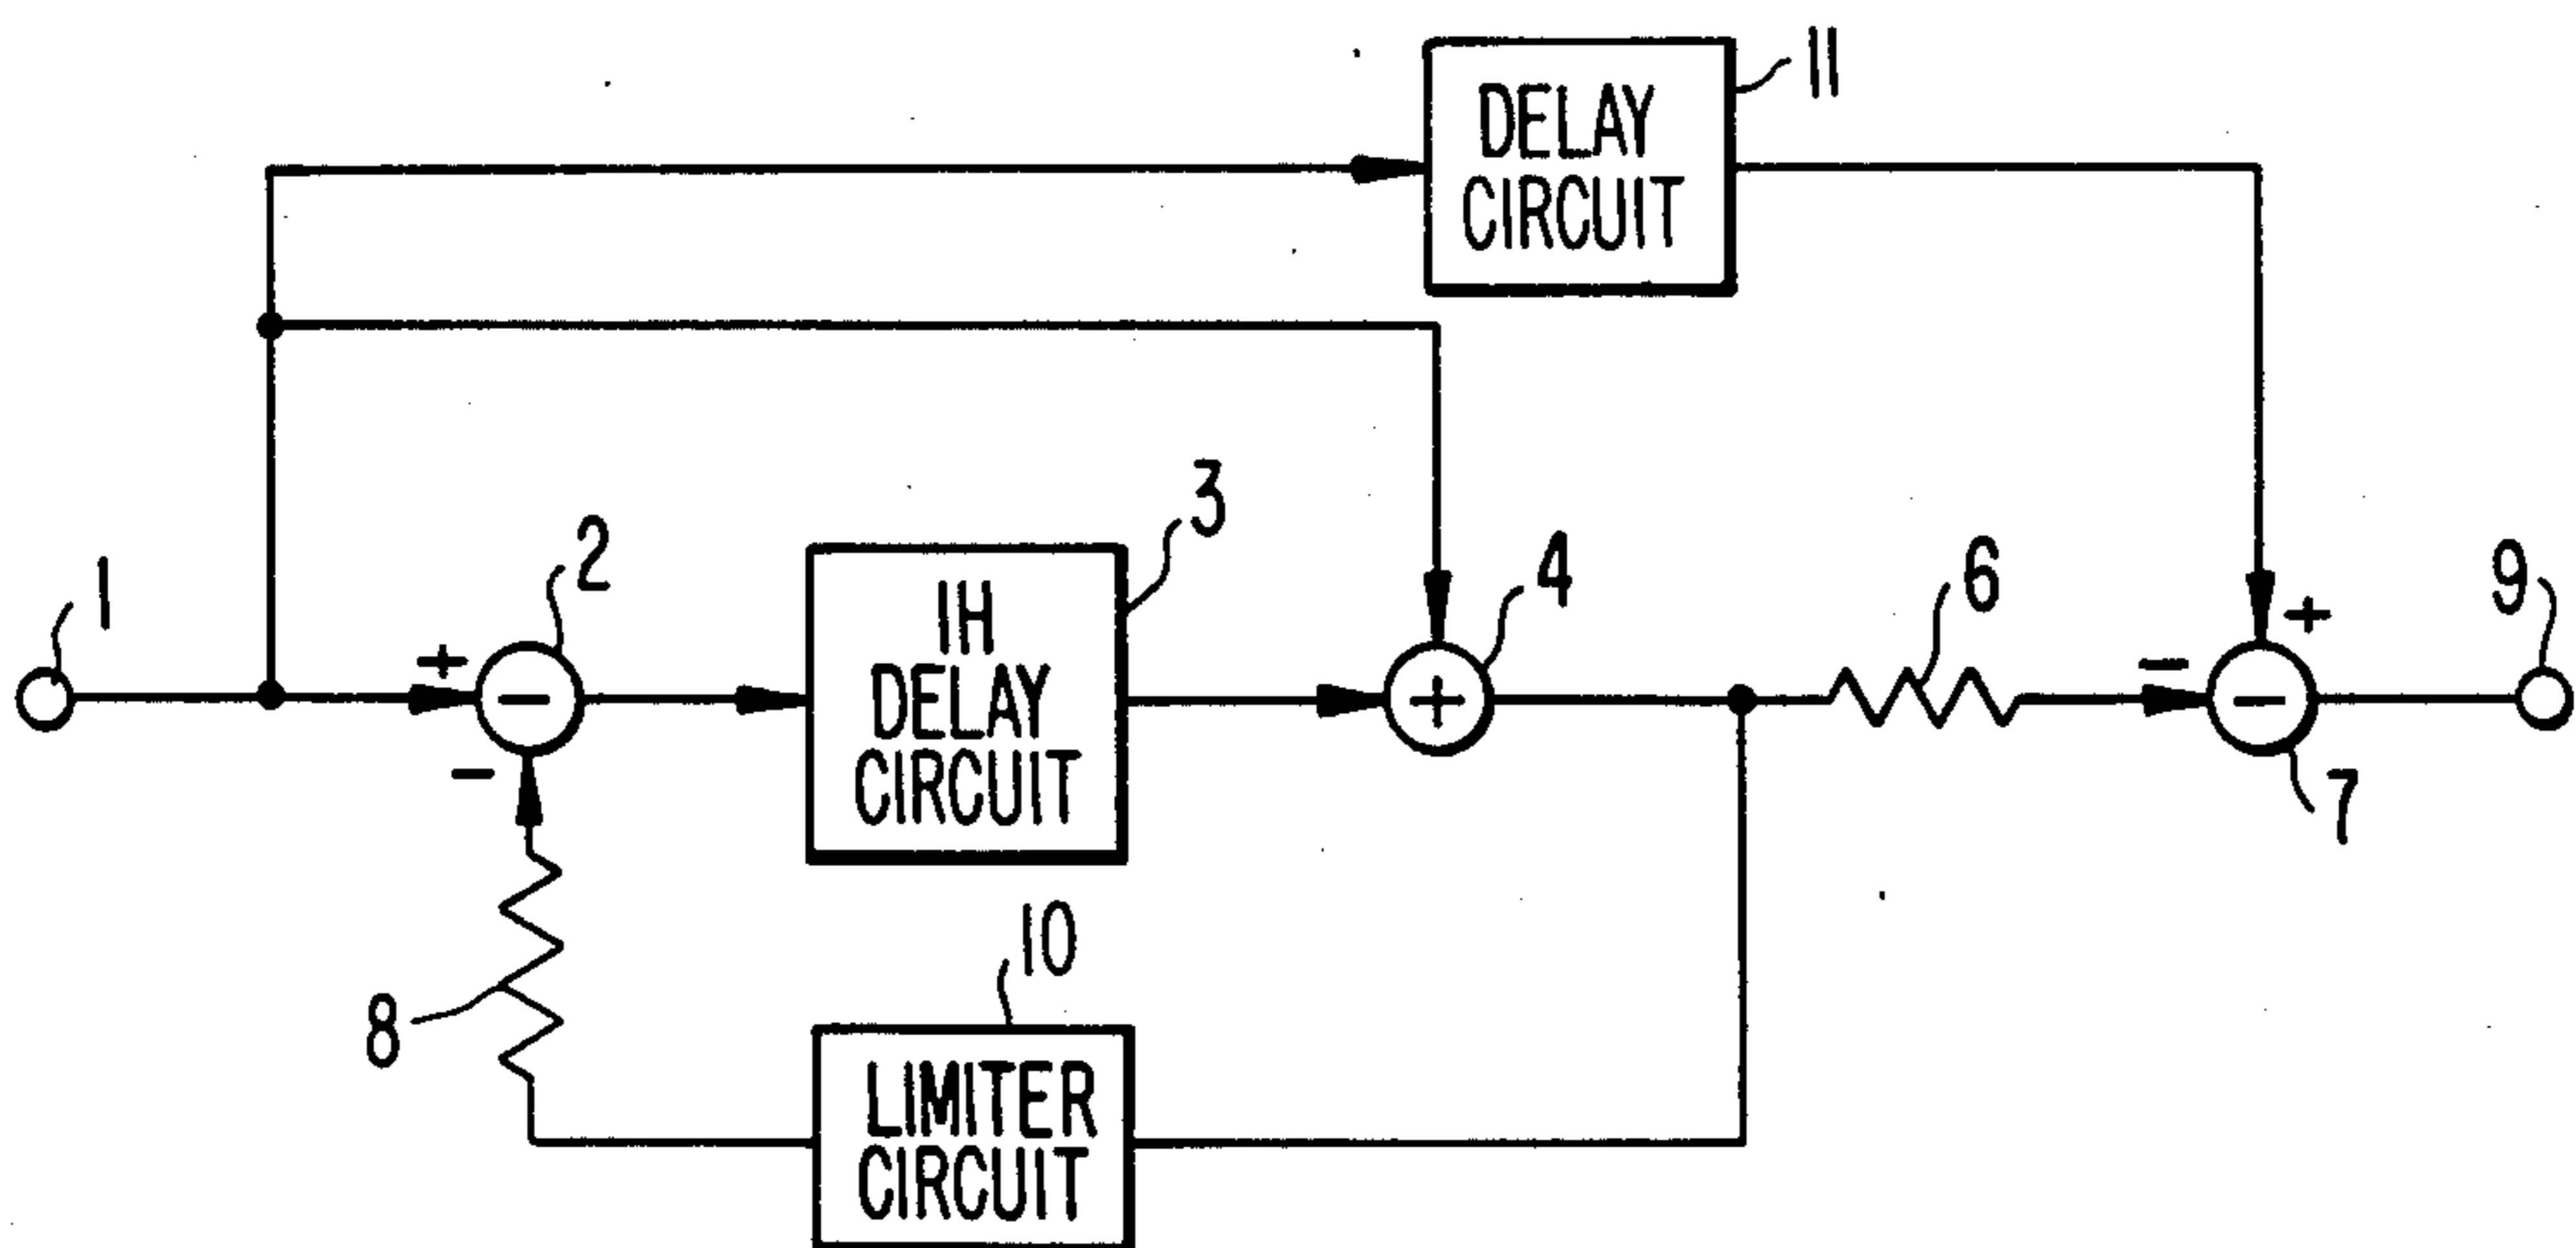 DELAY
CIRCUIT
11
3
2
1H
DELAY
CIRCUIT
4
6
9
1
+
-
+
-
+
-
-
7
10
8
LIMITER
CIRCUIT